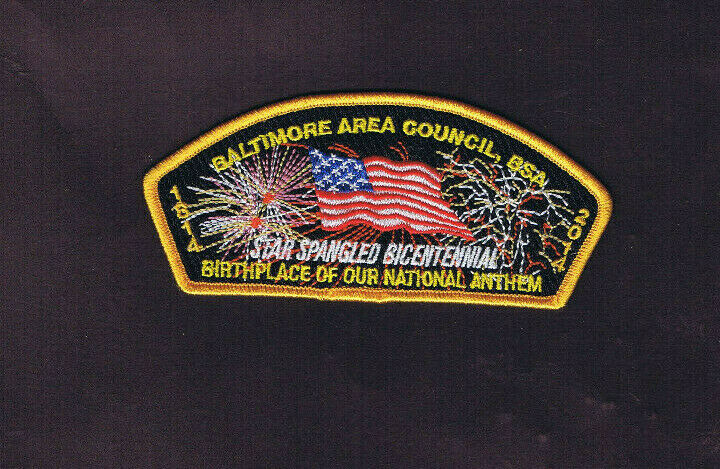 BALTIMORE AREA COUNCIL, BSA
1814
2014
STAR SPANGLED BICENTENNIAL
BIRTHPLACE OF OUR NATIONAL ANTHEM